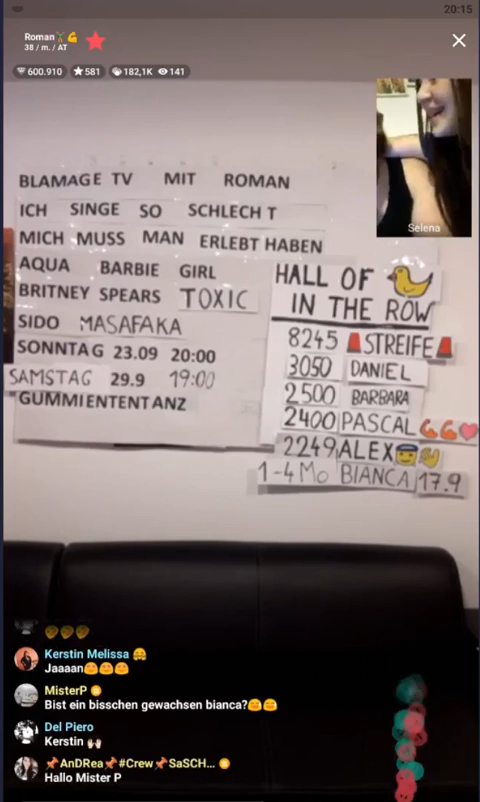 20:15
Roman🏋️💪
38 / m. / AT
600.910 581 182,1K 141
Selena
BLAMAGE TV MIT ROMAN
ICH SINGE SO SCHLECHT
MICH MUSS MAN ERLEBT HABEN
AQUA BARBIE GIRL
BRITNEY SPEARS TOXIC
SIDO MASAFAKA
SONNTAG 23.09 20:00
SAMSTAG 29.9 19:00
GUMMIENTENTANZ
HALL OF
IN THE ROW
8245 STREIFE
3050 DANIEL
2500 BARBARA
2400 PASCAL
2249 ALEX
1-4 Mo BIANCA 17.9
Kerstin Melissa 🤗
Jaaaan😊😊😊
MisterP
Bist ein bisschen gewachsen bianca?😊😊
Del Piero
Kerstin 🙌🏻
📌AnDRea📌#Crew📌SaSCH...
Hallo Mister P